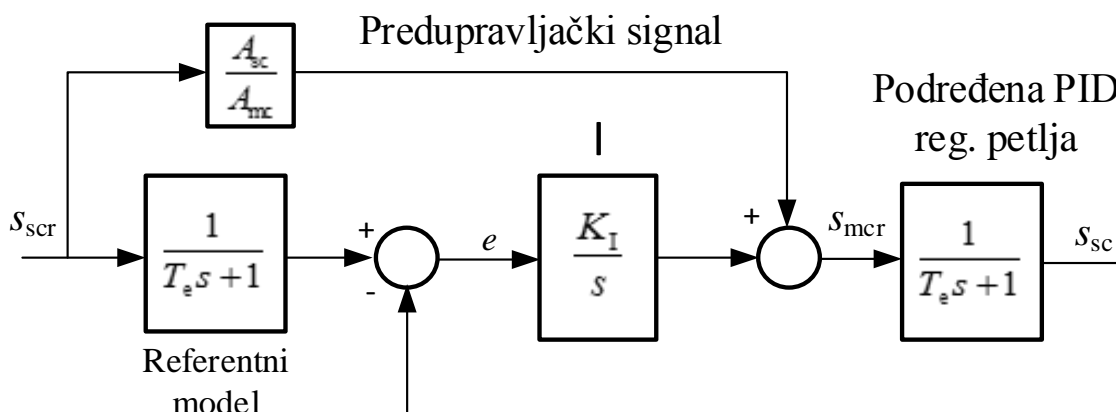 Predupravljački signal
A_sc
A_mc
Podređena PID
reg. petlja
I
s_scr
1
T_e s + 1
+
-
e
K_I
s
+
s_mcr
1
T_e s + 1
s_sc
Referentni
model